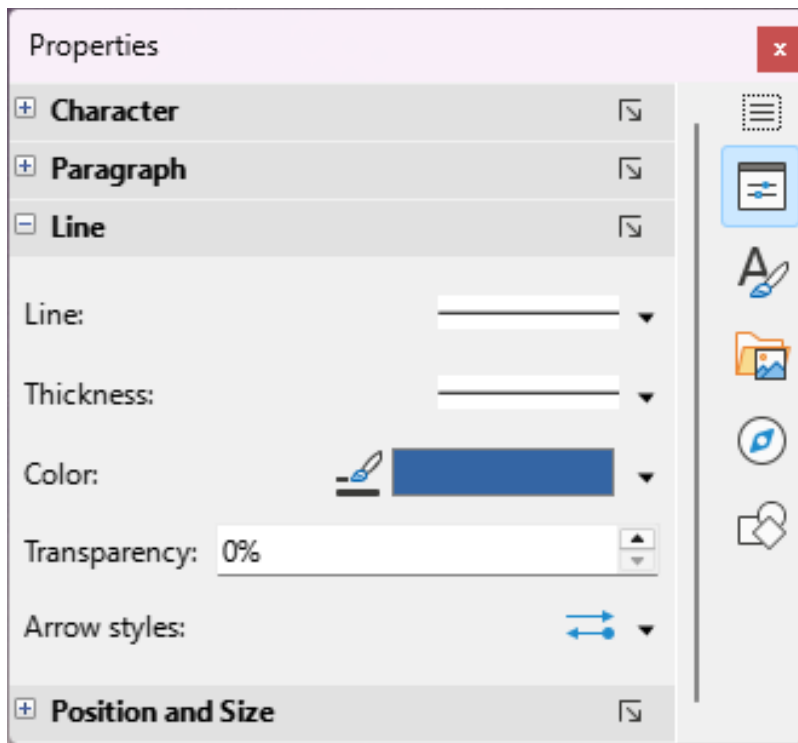 Properties
Character
Paragraph
Line
Line:
Thickness:
Color:
Transparency: 0%
Arrow styles:
Position and Size